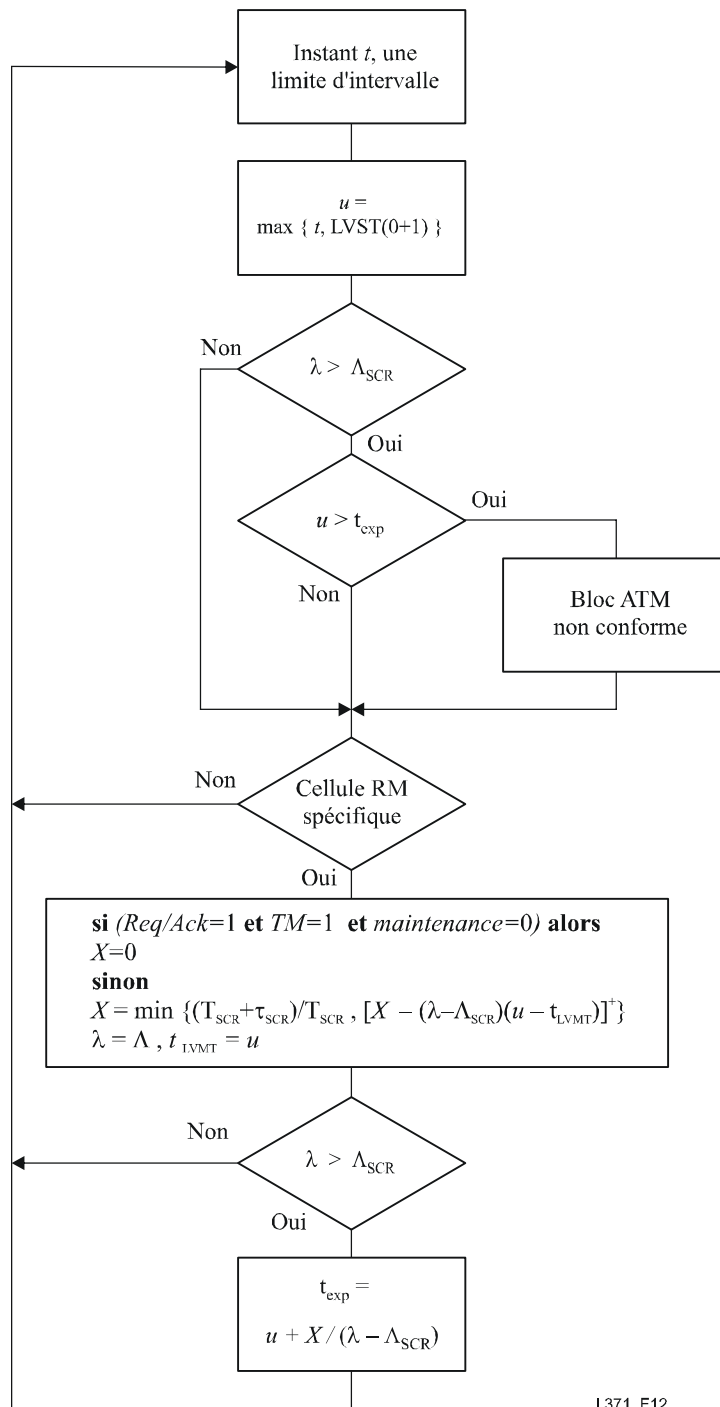 Instant t, une
limite d'intervalle
u =
max { t, LVST(0+1) }
Non
λ > Λ_SCR
Oui
Oui
u > t_exp
Non
Bloc ATM
non conforme
Non
Cellule RM
spécifique
Oui
si (Req/Ack=1 et TM=1 et maintenance=0) alors
X=0
sinon
X = min {(T_SCR+τ_SCR)/T_SCR , [X – (λ–Λ_SCR)(u – t_LVMT)]⁺}
λ = Λ , t_LVMT = u
Non
λ > Λ_SCR
Oui
t_exp =
u + X / (λ – Λ_SCR)
I.371_F12